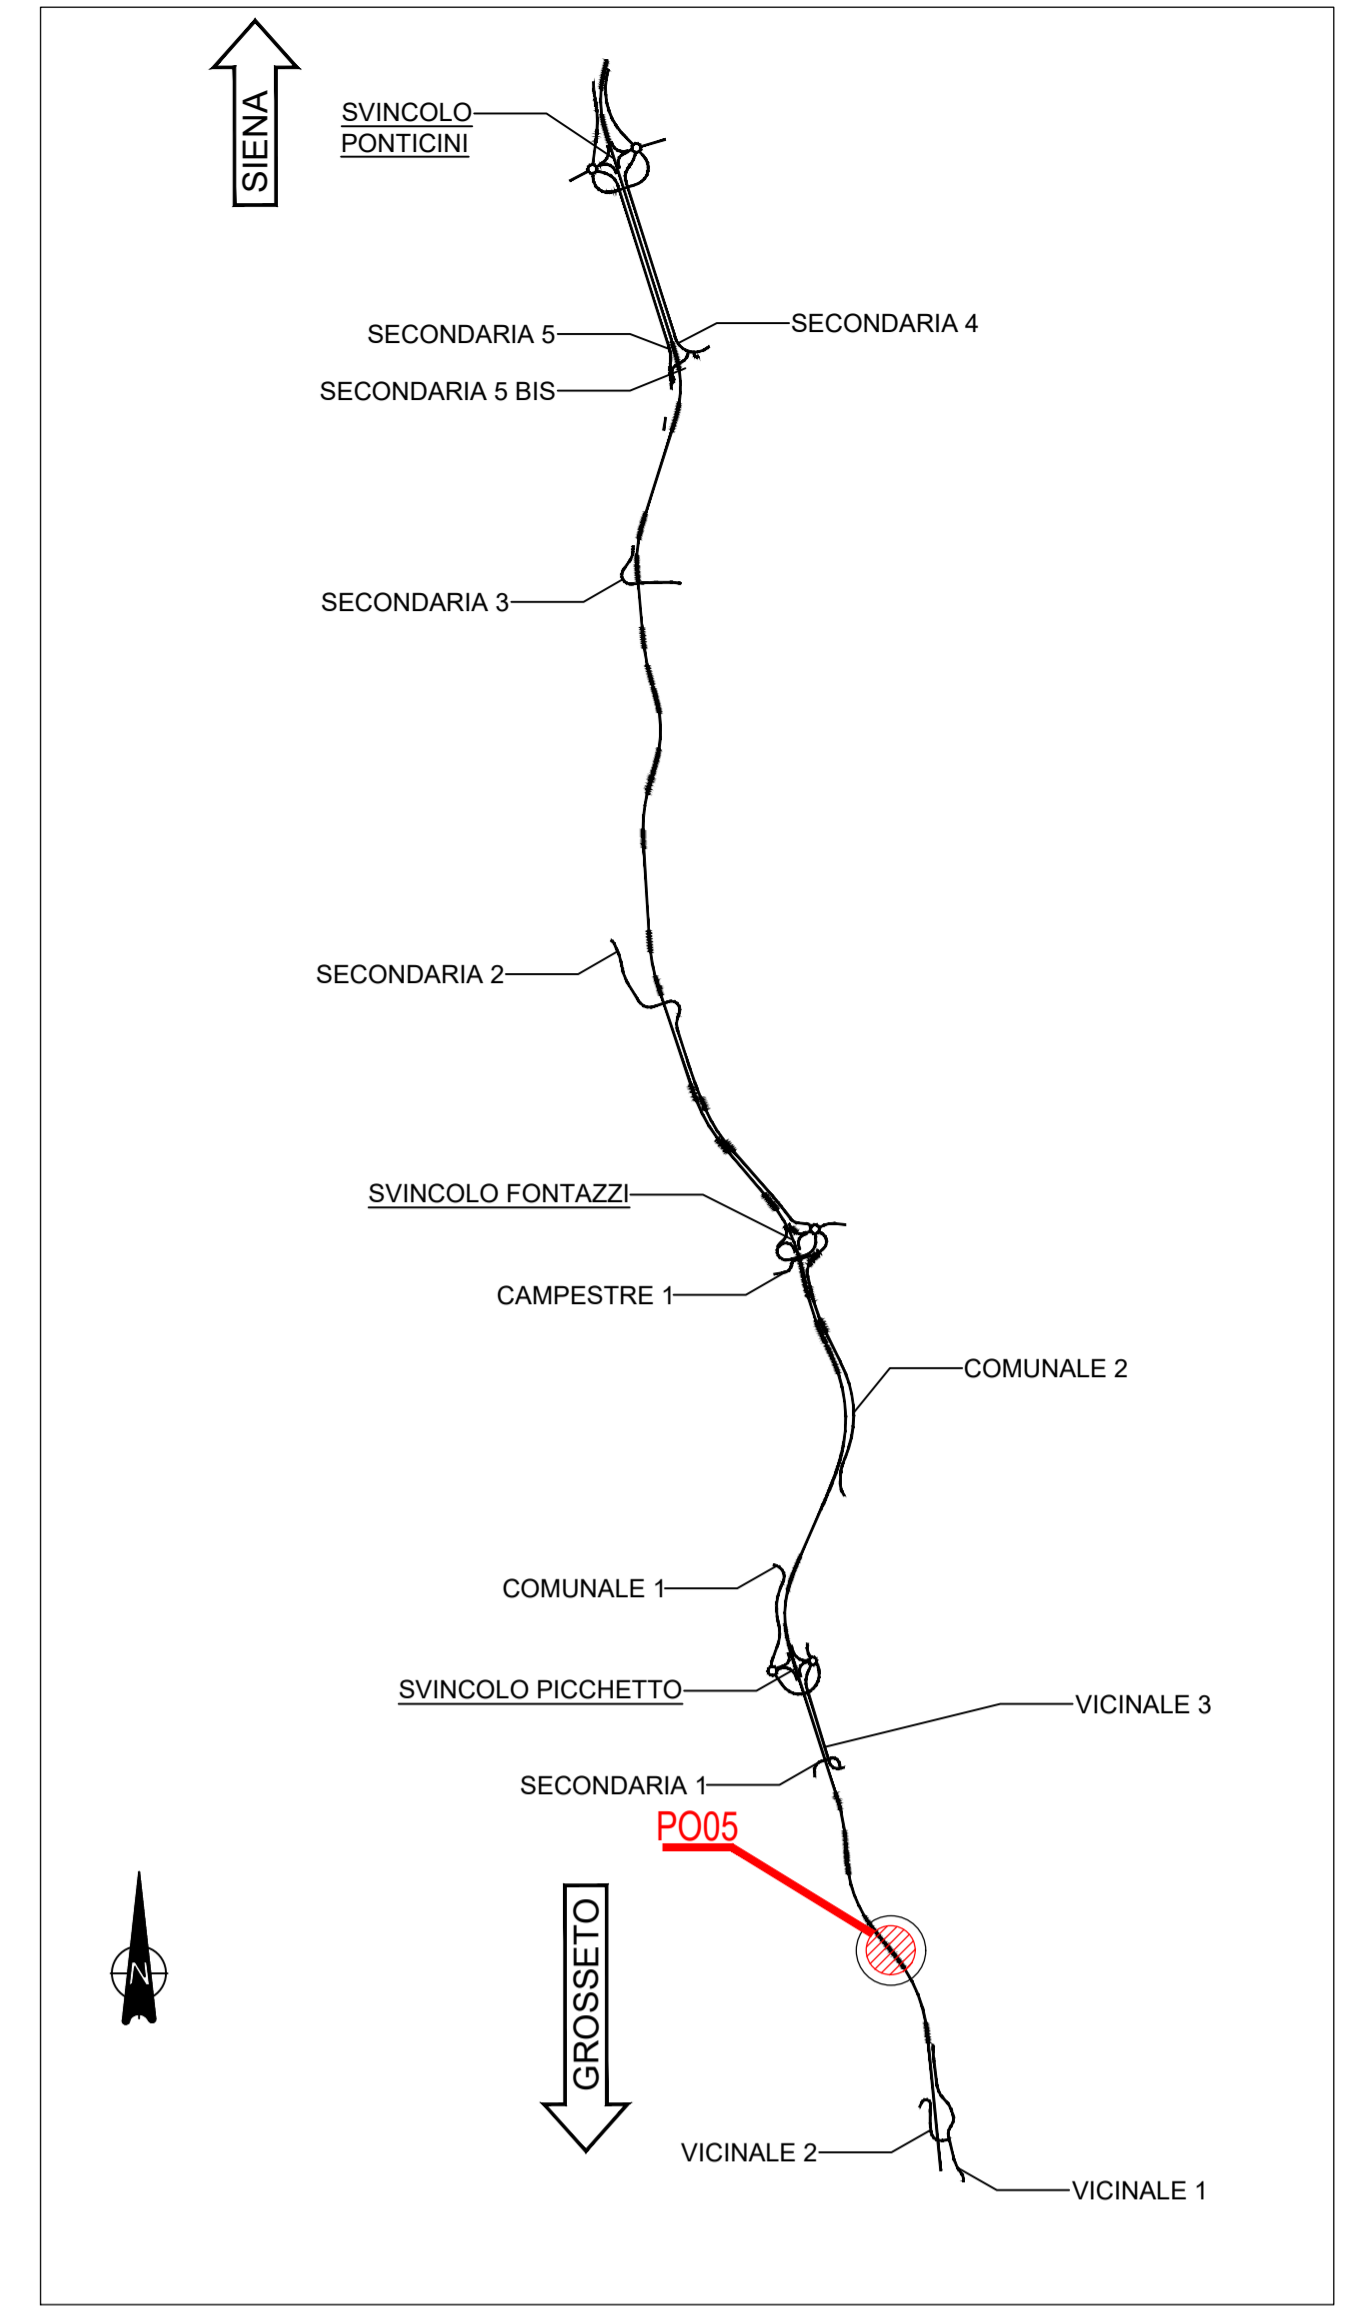 SIENA
SVINCOLO
PONTICINI
SECONDARIA 4
SECONDARIA 5
SECONDARIA 5 BIS
SECONDARIA 3
SECONDARIA 2
SVINCOLO FONTAZZI
CAMPESTRE 1
COMUNALE 2
COMUNALE 1
SVINCOLO PICCHETTO
VICINALE 3
SECONDARIA 1
PO05
GROSSETO
N
VICINALE 2
VICINALE 1